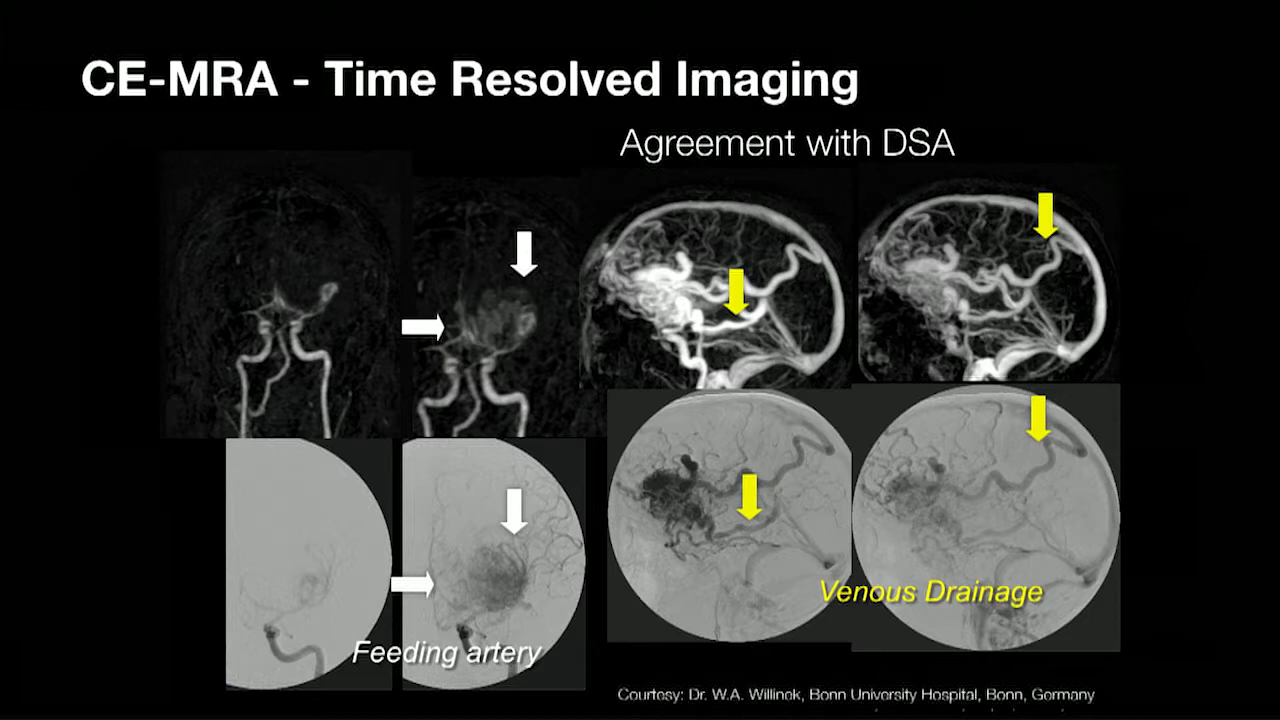 CE-MRA - Time Resolved Imaging
Agreement with DSA
Venous Drainage
Feeding artery
Courtesy: Dr. W.A. Willinek, Bonn University Hospital, Bonn, Germany